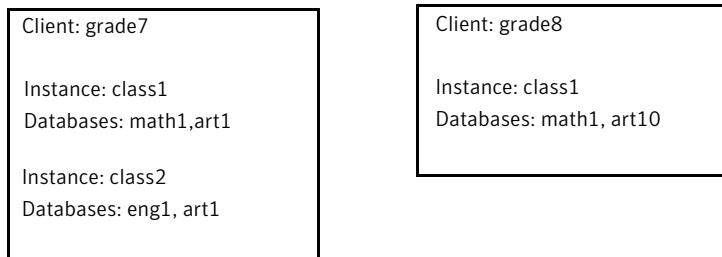 Client: grade7
Instance: class1
Databases: math1,art1
Instance: class2
Databases: eng1, art1
Client: grade8
Instance: class1
Databases: math1, art10